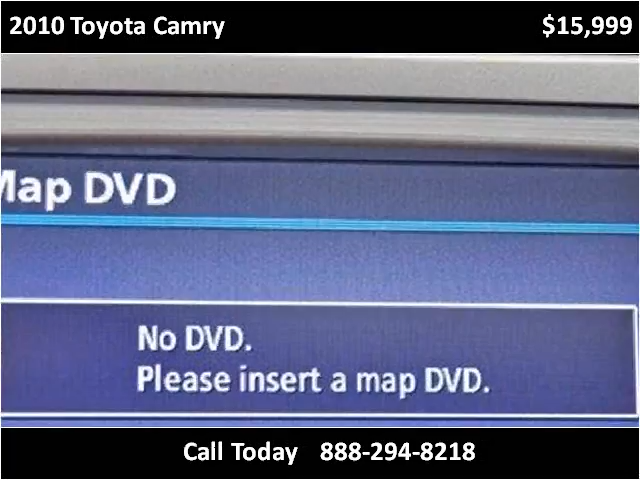 2010 Toyota Camry $15,999
Map DVD
No DVD.
Please insert a map DVD.
Call Today 888-294-8218